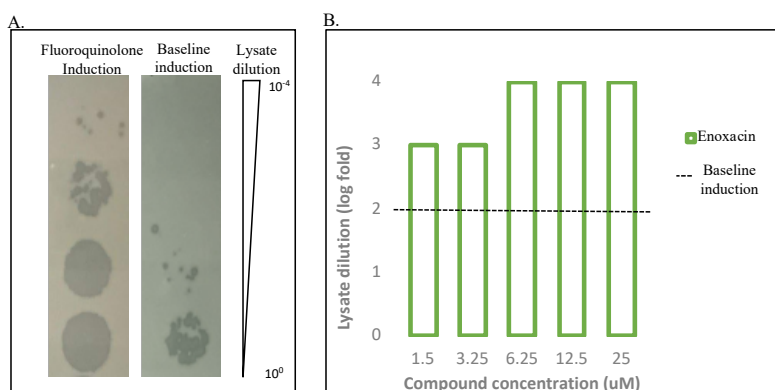 A.
Fluoroquinolone
Induction
Baseline
induction
Lysate
dilution
10-4
100
B.
Lysate dilution (log fold)
4
3
2
1
0
1.5 3.25 6.25 12.5 25
Compound concentration (uM)
Enoxacin
Baseline
induction